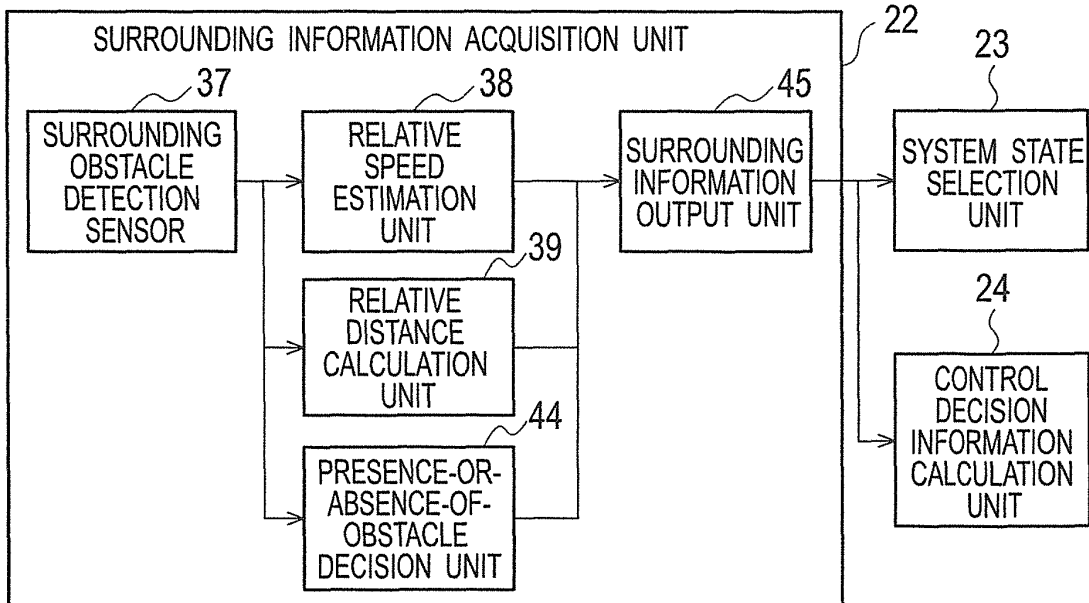 SURROUNDING INFORMATION ACQUISITION UNIT
22
37
SURROUNDING
OBSTACLE
DETECTION
SENSOR
38
RELATIVE
SPEED
ESTIMATION
UNIT
45
SURROUNDING
INFORMATION
OUTPUT UNIT
23
SYSTEM STATE
SELECTION
UNIT
39
RELATIVE
DISTANCE
CALCULATION
UNIT
24
CONTROL
DECISION
INFORMATION
CALCULATION
UNIT
44
PRESENCE-OR-
ABSENCE-OF-
OBSTACLE
DECISION UNIT